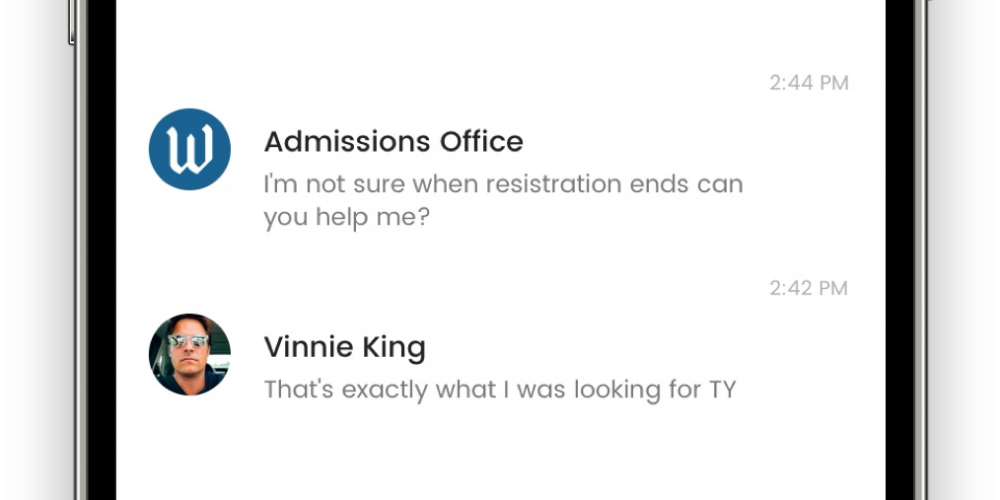 2:44 PM
W
Admissions Office
I'm not sure when resistration ends can
you help me?
2:42 PM
Vinnie King
That's exactly what I was looking for TY